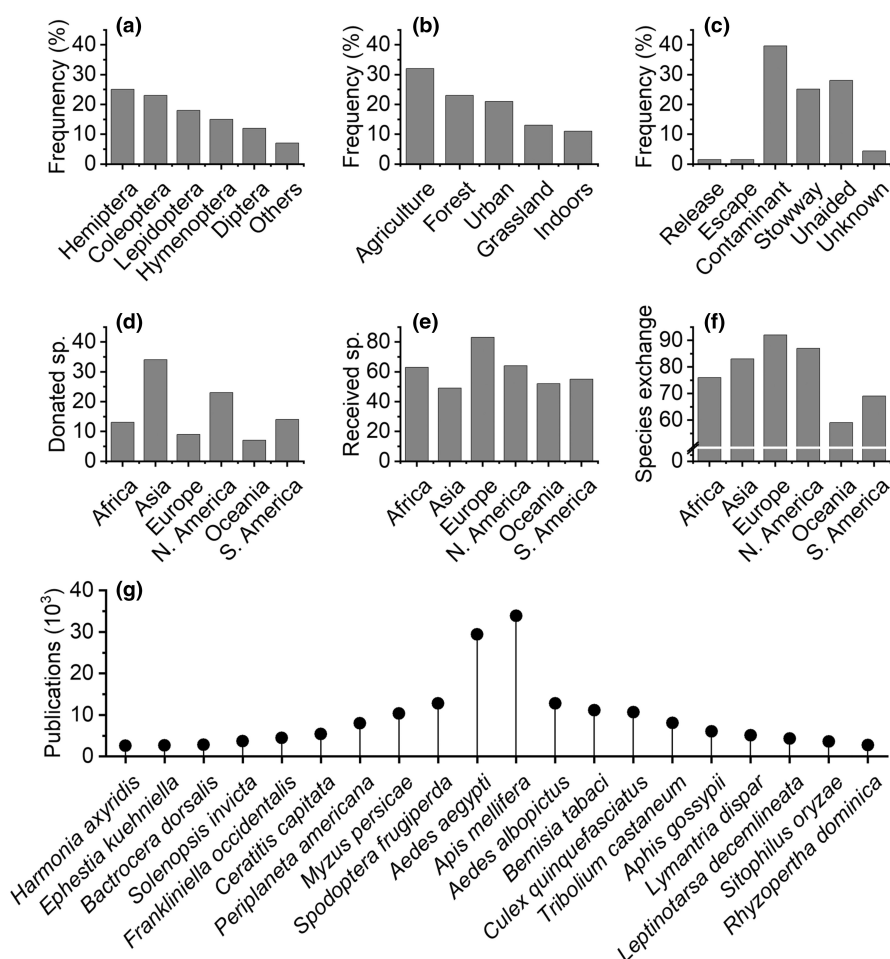 (a)
Frequnency (%)
40
30
20
10
0
Hemiptera
Coleoptera
Lepidoptera
Hymenoptera
Diptera
Others
(b)
Frequency (%)
40
30
20
10
0
Agriculture
Forest
Urban
Grassland
Indoors
(c)
Frequency (%)
40
30
20
10
0
Release
Escape
Contaminant
Stowway
Unaided
Unknown
(d)
Donated sp.
40
30
20
10
0
Africa
Asia
Europe
N. America
Oceania
S. America
(e)
Received sp.
80
60
40
20
0
Africa
Asia
Europe
N. America
Oceania
S. America
(f)
Species exchange
90
80
70
60
0
Africa
Asia
Europe
N. America
Oceania
S. America
(g)
Publications (10³)
40
30
20
10
0
Harmonia axyridis
Ephestia kuehniella
Bactrocera dorsalis
Solenopsis invicta
Frankliniella occidentalis
Ceratitis capitata
Periplaneta americana
Myzus persicae
Spodoptera frugiperda
Aedes aegypti
Apis mellifera
Aedes albopictus
Bemisia tabaci
Culex quinquefasciatus
Tribolium castaneum
Aphis gossypii
Lymantria dispar
Leptinotarsa decemlineata
Sitophilus oryzae
Rhyzopertha dominica